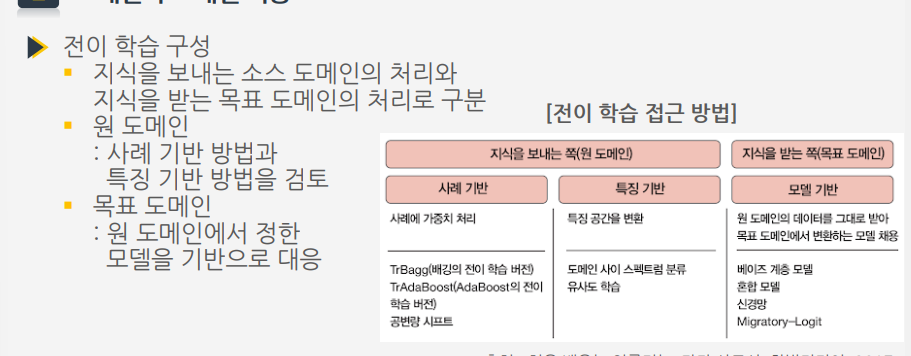 전이 학습 구성
지식을 보내는 소스 도메인의 처리와
지식을 받는 목표 도메인의 처리로 구분
원 도메인
: 사례 기반 방법과
특징 기반 방법을 검토
목표 도메인
: 원 도메인에서 정한
모델을 기반으로 대응
[전이 학습 접근 방법]
지식을 보내는 쪽(원 도메인)
지식을 받는 쪽(목표 도메인)
사례 기반
특징 기반
모델 기반
사례에 가중치 처리
특징 공간을 변환
원 도메인의 데이터를 그대로 받아
목표 도메인에서 변환하는 모델 채용
TrBagg(배깅의 전이 학습 버전)
TrAdaBoost(AdaBoost의 전이
학습 버전)
공변량 시프트
도메인 사이 스펙트럼 분류
유사도 학습
베이즈 계층 모델
혼합 모델
신경망
Migratory-Logit